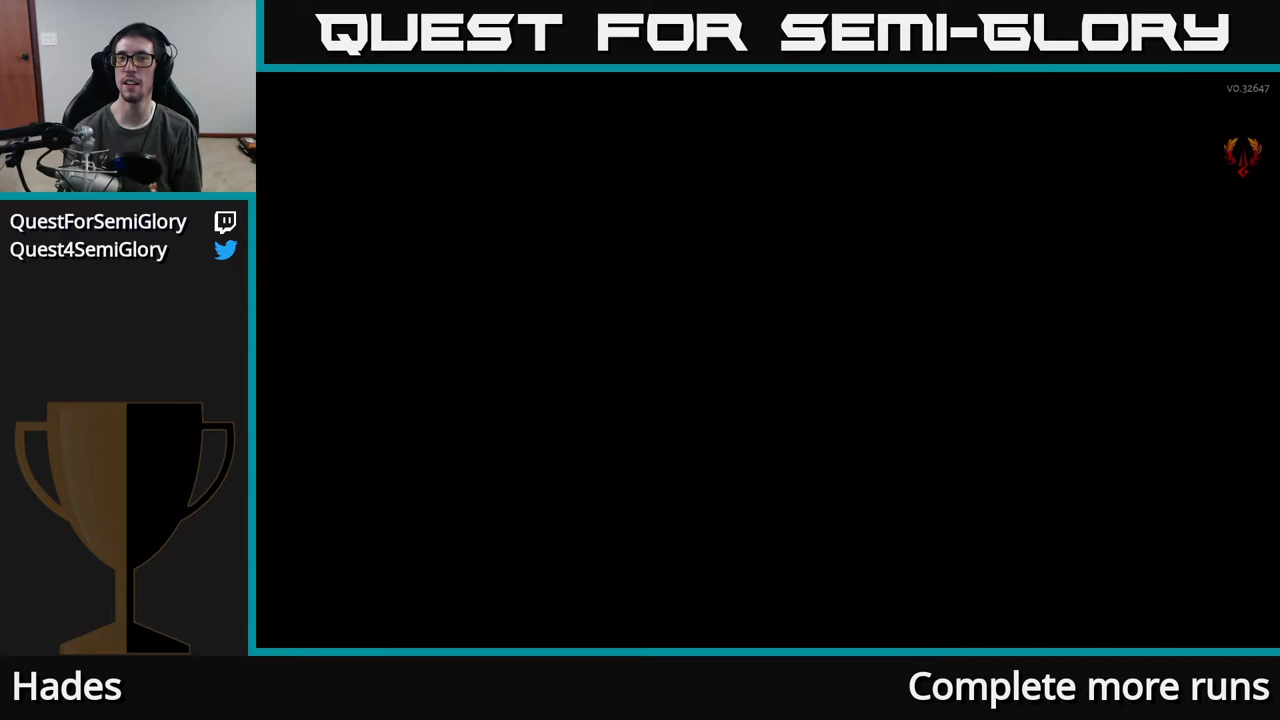 QUEST FOR SEMI-GLORY
V0.32647
QuestForSemiGlory
Quest4SemiGlory
Hades
Complete more runs